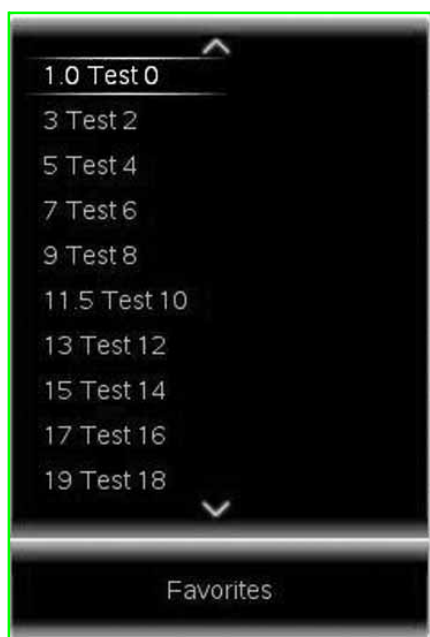 1.0 Test 0
3 Test 2
5 Test 4
7 Test 6
9 Test 8
11.5 Test 10
13 Test 12
15 Test 14
17 Test 16
19 Test 18
Favorites